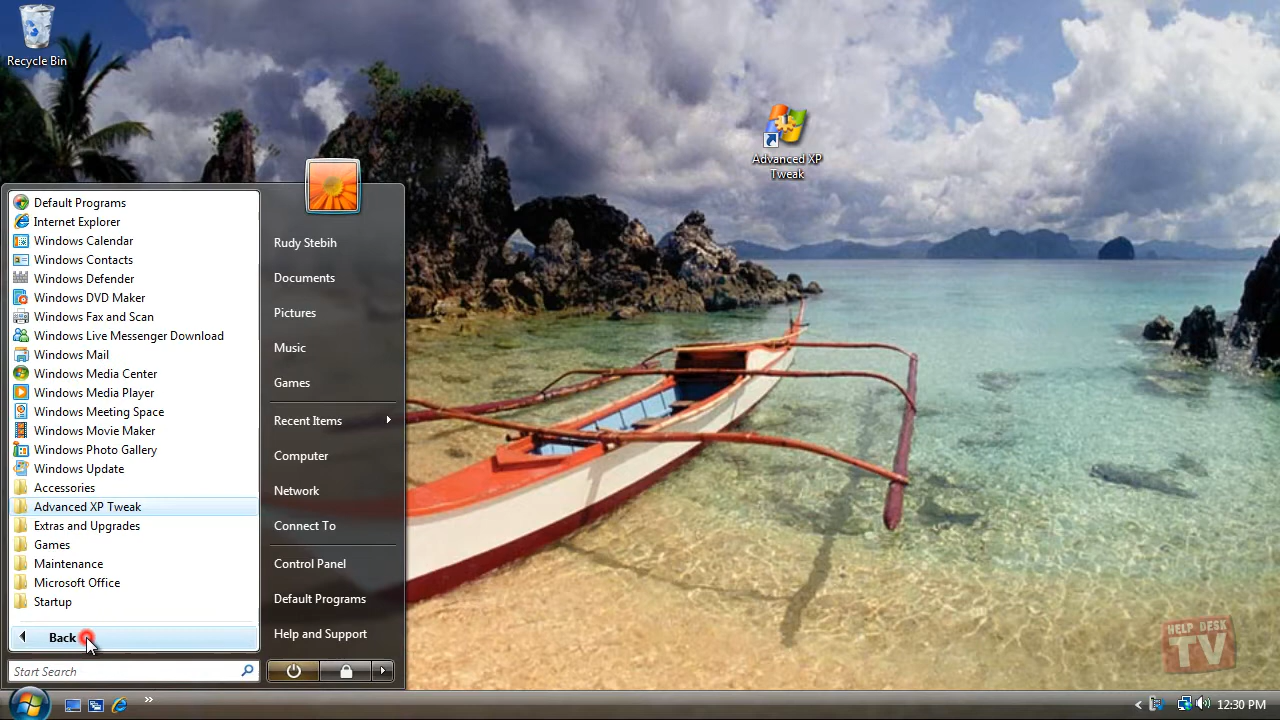 Recycle Bin
Advanced XP
Tweak
Default Programs
Internet Explorer
Windows Calendar
Windows Contacts
Windows Defender
Windows DVD Maker
Windows Fax and Scan
Windows Live Messenger Download
Windows Mail
Windows Media Center
Windows Media Player
Windows Meeting Space
Windows Movie Maker
Windows Photo Gallery
Windows Update
Accessories
Advanced XP Tweak
Extras and Upgrades
Games
Maintenance
Microsoft Office
Startup
Back
Start Search
Rudy Stebih
Documents
Pictures
Music
Games
Recent Items
Computer
Network
Connect To
Control Panel
Default Programs
Help and Support
HELP DESK
TV
12:30 PM